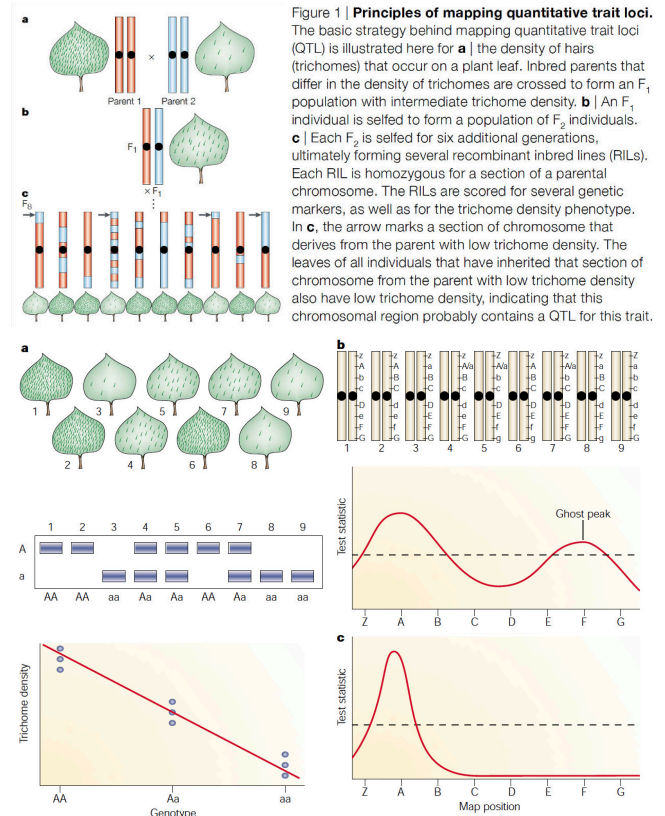 a
Parent 1
×
Parent 2
b
F1
× F1
c
F8
Figure 1 | Principles of mapping quantitative trait loci.
The basic strategy behind mapping quantitative trait loci
(QTL) is illustrated here for a | the density of hairs
(trichomes) that occur on a plant leaf. Inbred parents that
differ in the density of trichomes are crossed to form an F1
population with intermediate trichome density. b | An F1
individual is selfed to form a population of F2 individuals.
c | Each F2 is selfed for six additional generations,
ultimately forming several recombinant inbred lines (RILs).
Each RIL is homozygous for a section of a parental
chromosome. The RILs are scored for several genetic
markers, as well as for the trichome density phenotype.
In c, the arrow marks a section of chromosome that
derives from the parent with low trichome density. The
leaves of all individuals that have inherited that section of
chromosome from the parent with low trichome density
also have low trichome density, indicating that this
chromosomal region probably contains a QTL for this trait.
a
1 3 5 7 9
2 4 6 8
1 2 3 4 5 6 7 8 9
A
a
AA AA aa Aa Aa AA Aa aa aa
Trichome density
AA Aa aa
Genotype
b
1 2 3 4 5 6 7 8 9
Ghost peak
Test statistic
Z A B C D E F G
c
Test statistic
Z A B C D E F G
Map position